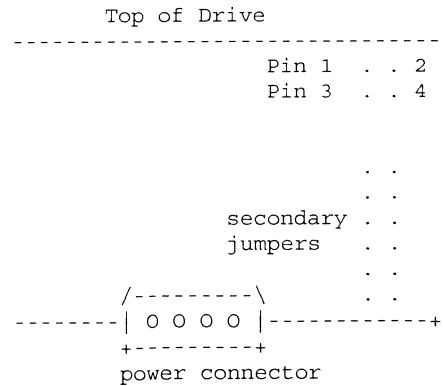 Top of Drive
Pin 1 . . 2
Pin 3 . . 4
. .
. .
secondary . .
jumpers . .
. .
/---------\ . .
--------| O O O O |------------+
+---------+
power connector